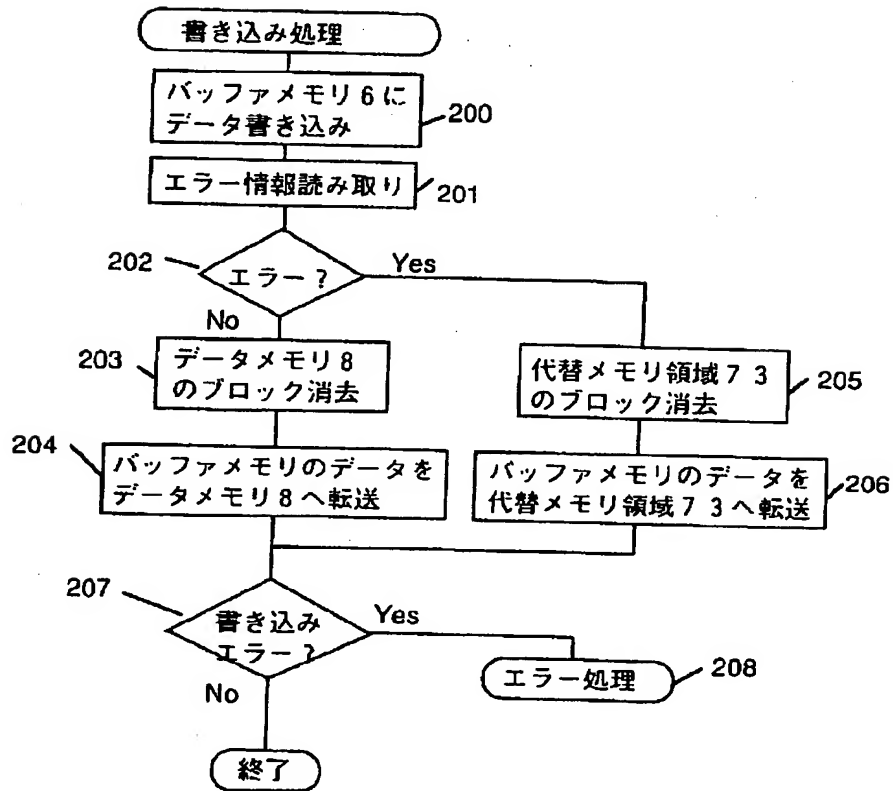 書き込み処理
バッファメモリ6に
データ書き込み
200
エラー情報読み取り
201
202
エラー?
Yes
No
203
データメモリ8
のブロック消去
代替メモリ領域73
のブロック消去
205
204
バッファメモリのデータを
データメモリ8へ転送
バッファメモリのデータを
代替メモリ領域73へ転送
206
207
書き込み
エラー?
Yes
No
エラー処理
208
終了